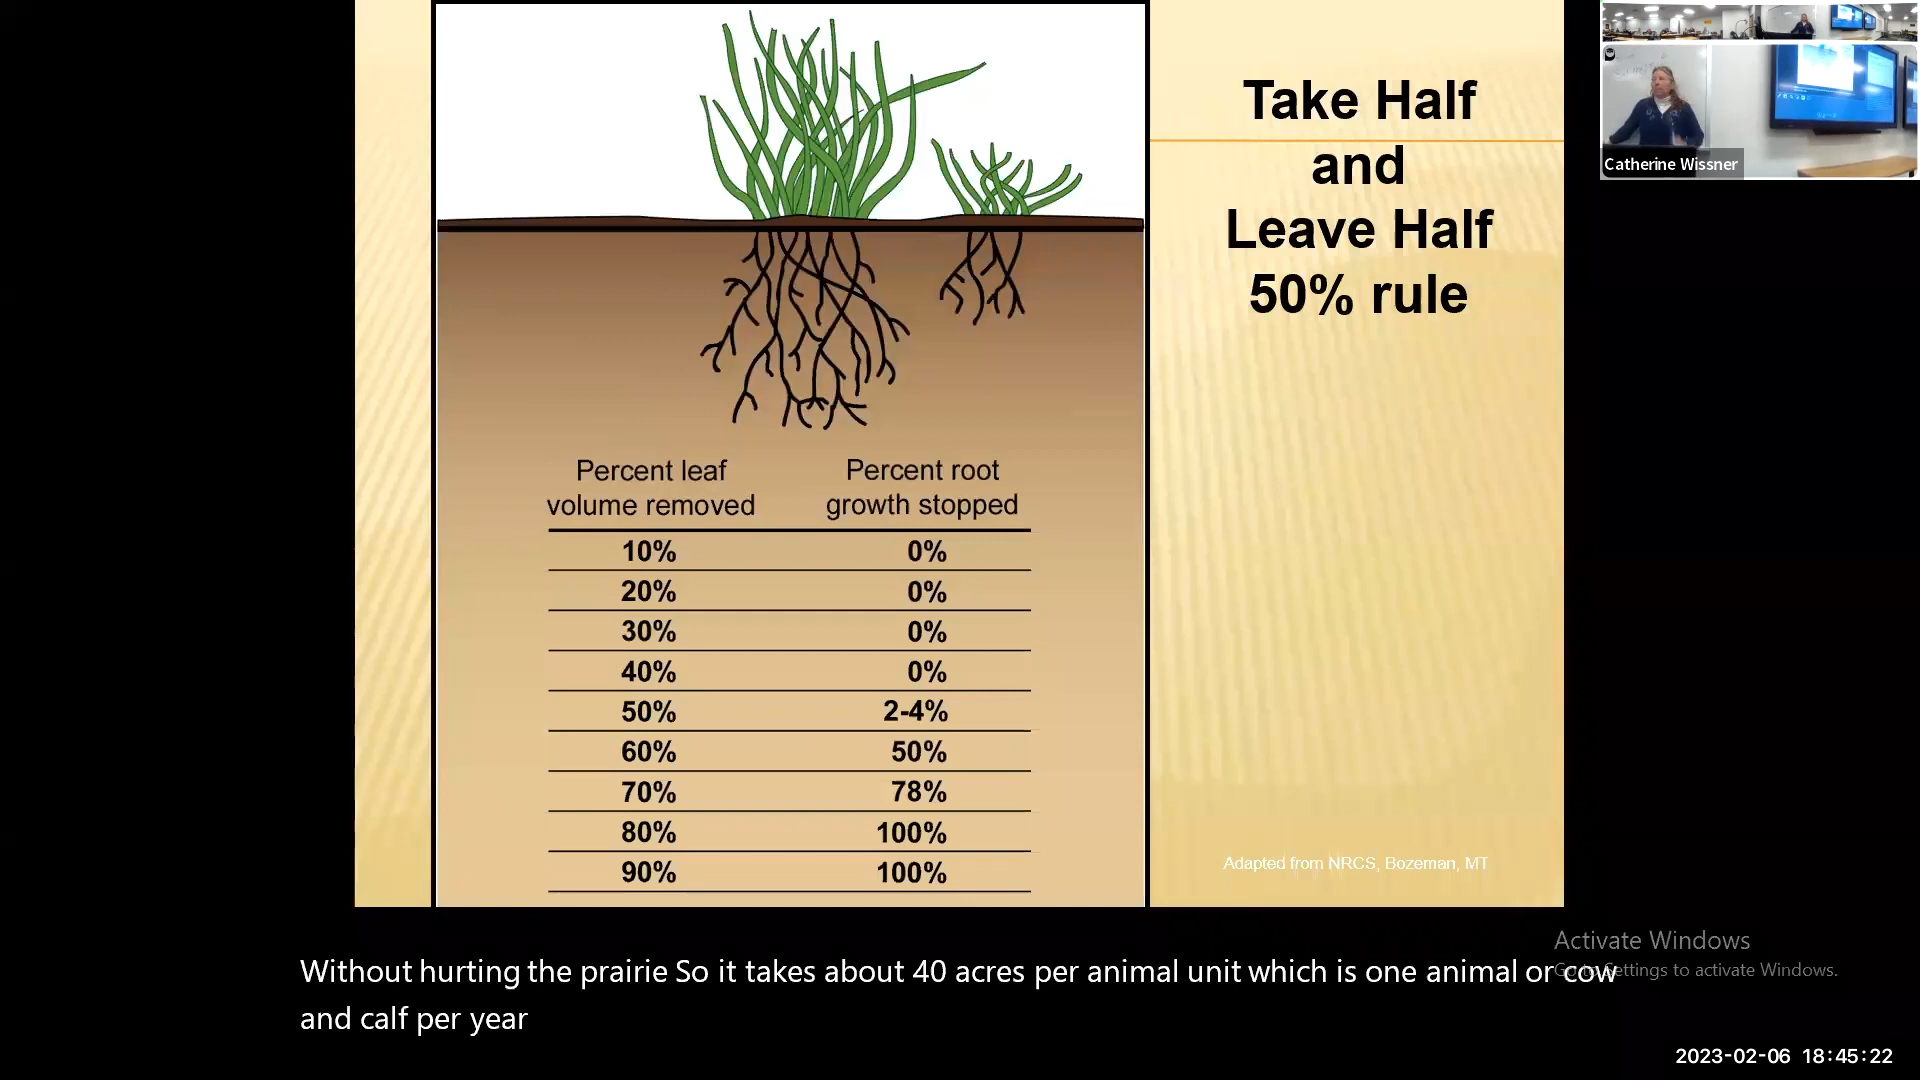 Take Half
and
Leave Half
50% rule
Catherine Wissner
Percent leaf
volume removed
Percent root
growth stopped
10% 0%
20% 0%
30% 0%
40% 0%
50% 2-4%
60% 50%
70% 78%
80% 100%
90% 100%
Adapted from NRCS, Bozeman, MT
Activate Windows
Go to Settings to activate Windows.
Without hurting the prairie So it takes about 40 acres per animal unit which is one animal or cow
and calf per year
2023-02-06 18:45:22